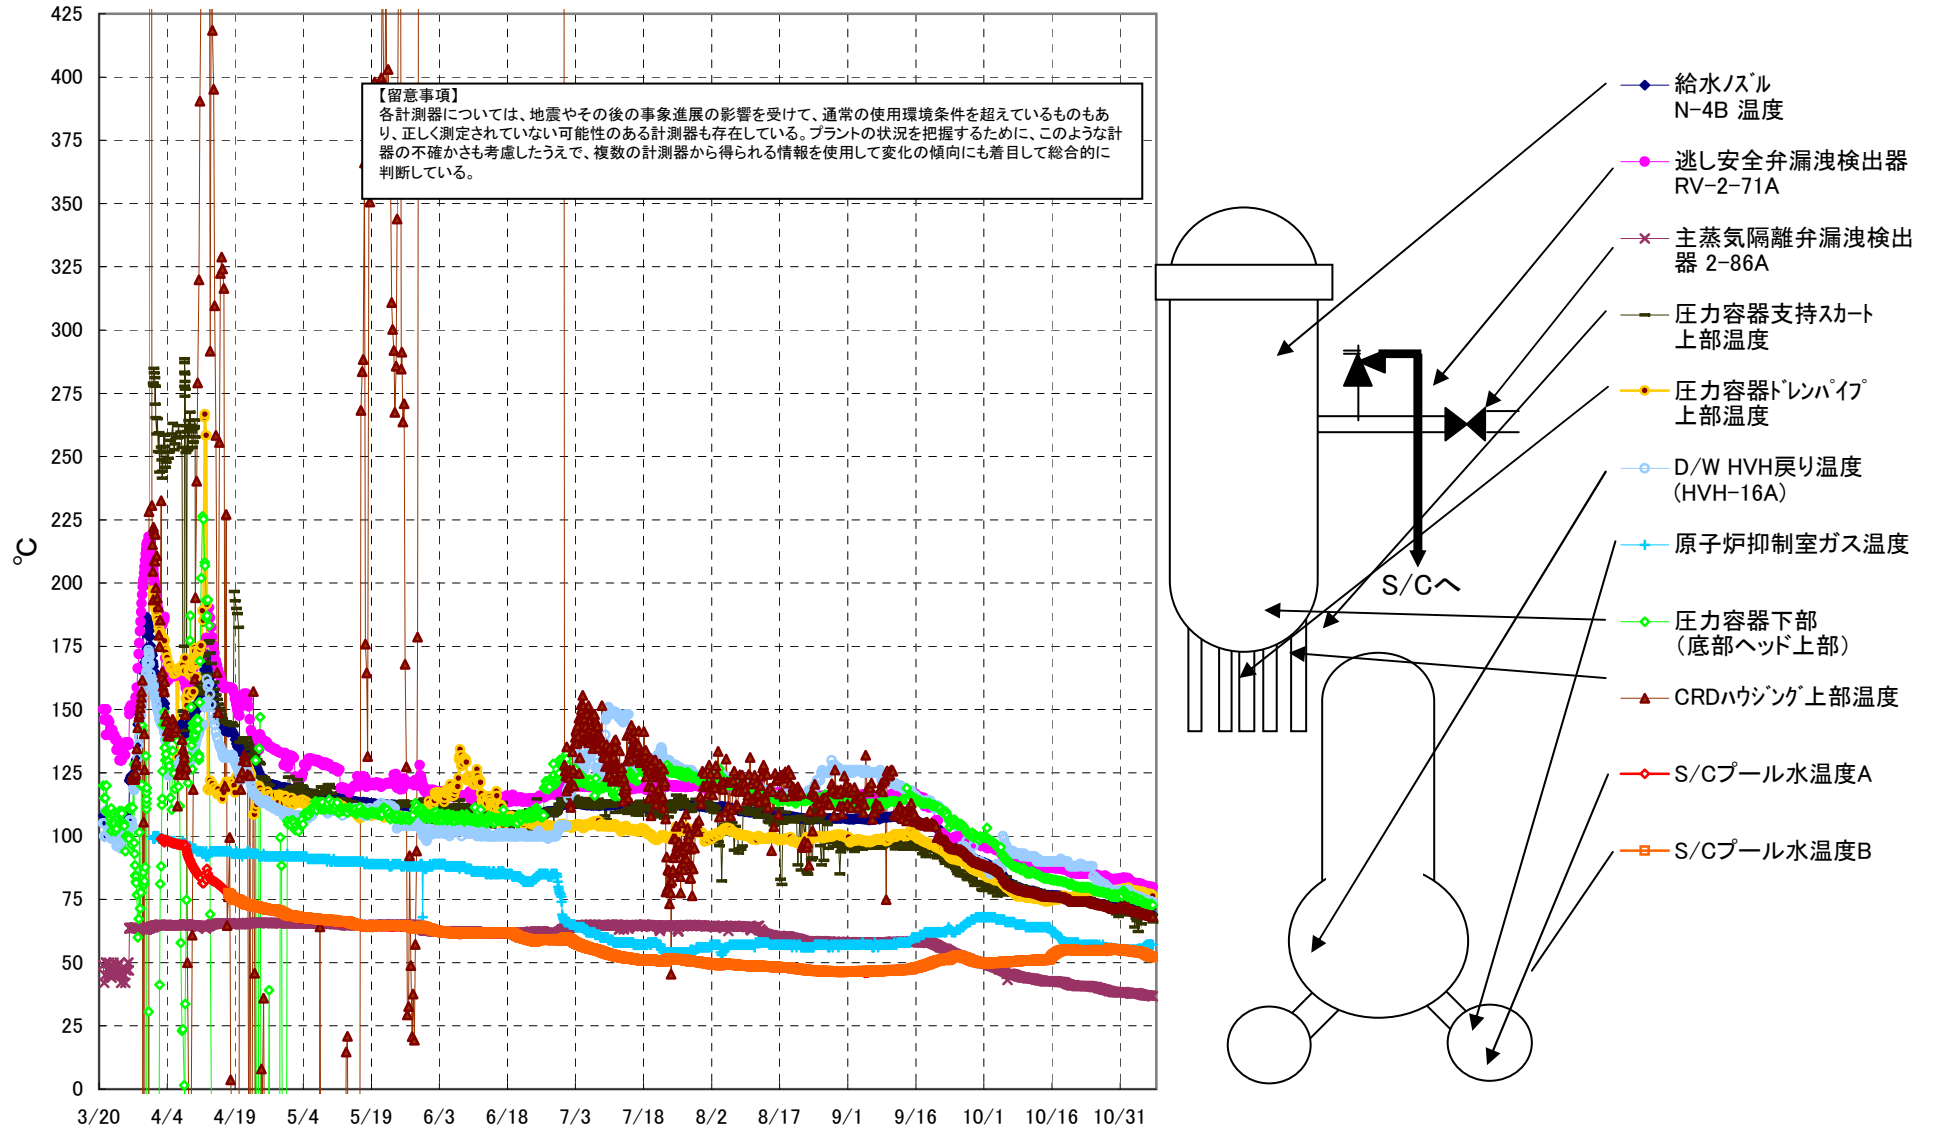 425
400
375
350
325
300
275
250
225
200
175
150
125
100
75
50
25
0
℃
3/20 4/4 4/19 5/4 5/19 6/3 6/18 7/3 7/18 8/2 8/17 9/1 9/16 10/1 10/16 10/31
【留意事項】
各計測器については、地震やその後の事象進展の影響を受けて、通常の使用環境条件を超えているものもあ
り、正しく測定されていない可能性のある計測器も存在している。プラントの状況を把握するために、このような計
器の不確かさも考慮したうえで、複数の計測器から得られる情報を使用して変化の傾向にも着目して総合的に
判断している。
S/Cへ
給水ﾉｽﾞﾙ
N-4B 温度
逃し安全弁漏洩検出器
RV-2-71A
主蒸気隔離弁漏洩検出
器 2-86A
圧力容器支持ｽｶｰﾄ
上部温度
圧力容器ﾄﾞﾚﾝﾊﾟｲﾌﾟ
上部温度
D/W HVH戻り温度
(HVH-16A)
原子炉抑制室ガス温度
圧力容器下部
（底部ヘッド上部）
CRDﾊｳｼﾞﾝｸﾞ上部温度
S/Cプール水温度A
S/Cプール水温度B